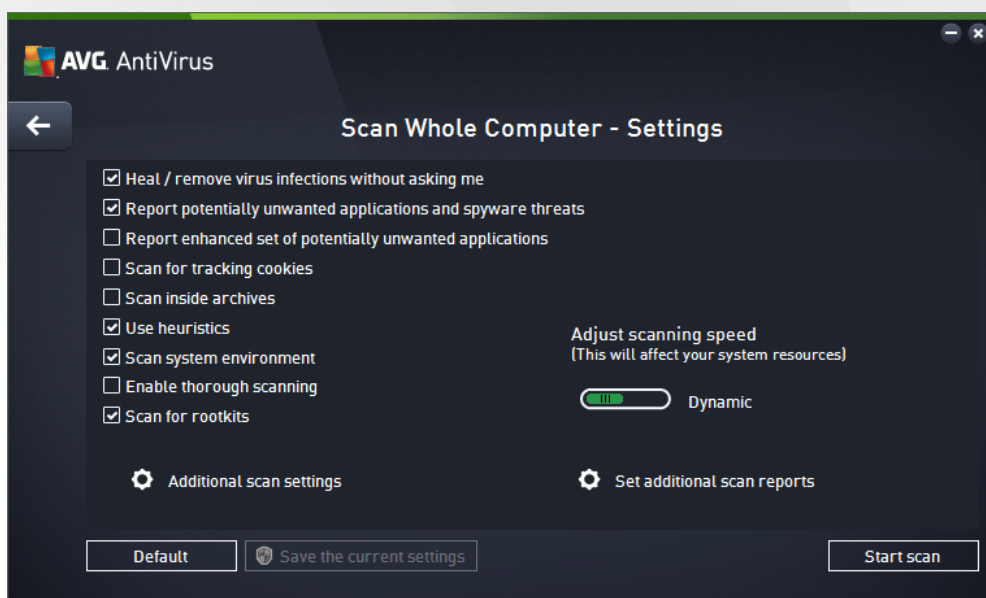 AVG. AntiVirus
Scan Whole Computer - Settings
Heal / remove virus infections without asking me
Report potentially unwanted applications and spyware threats
Report enhanced set of potentially unwanted applications
Scan for tracking cookies
Scan inside archives
Use heuristics
Scan system environment
Enable thorough scanning
Scan for rootkits
Adjust scanning speed
(This will affect your system resources)
Dynamic
Additional scan settings
Set additional scan reports
Default
Save the current settings
Start scan